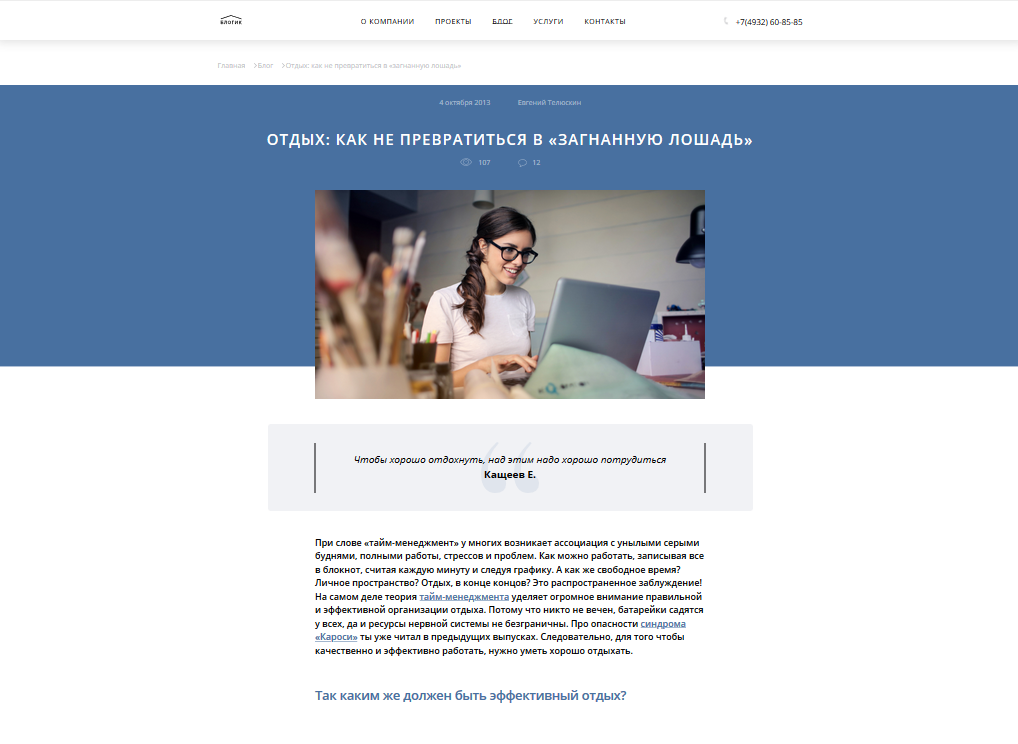 БЛОГИК
О КОМПАНИИ ПРОЕКТЫ БЛОГ УСЛУГИ КОНТАКТЫ
+7(4932) 60-85-85
Главная >Блог >Отдых: как не превратиться в «загнанную лошадь»
4 октября 2013 Евгений Телюскин
ОТДЫХ: КАК НЕ ПРЕВРАТИТЬСЯ В «ЗАГНАННУЮ ЛОШАДЬ»
107 12
Чтобы хорошо отдохнуть, над этим надо хорошо потрудиться
Кащеев Е.
При слове «тайм-менеджмент» у многих возникает ассоциация с унылыми серыми
буднями, полными работы, стрессов и проблем. Как можно работать, записывая все
в блокнот, считая каждую минуту и следуя графику. А как же свободное время?
Личное пространство? Отдых, в конце концов? Это распространенное заблуждение!
На самом деле теория тайм-менеджмента уделяет огромное внимание правильной
и эффективной организации отдыха. Потому что никто не вечен, батарейки садятся
у всех, да и ресурсы нервной системы не безграничны. Про опасности синдрома
«Кароси» ты уже читал в предыдущих выпусках. Следовательно, для того чтобы
качественно и эффективно работать, нужно уметь хорошо отдыхать.
Так каким же должен быть эффективный отдых?